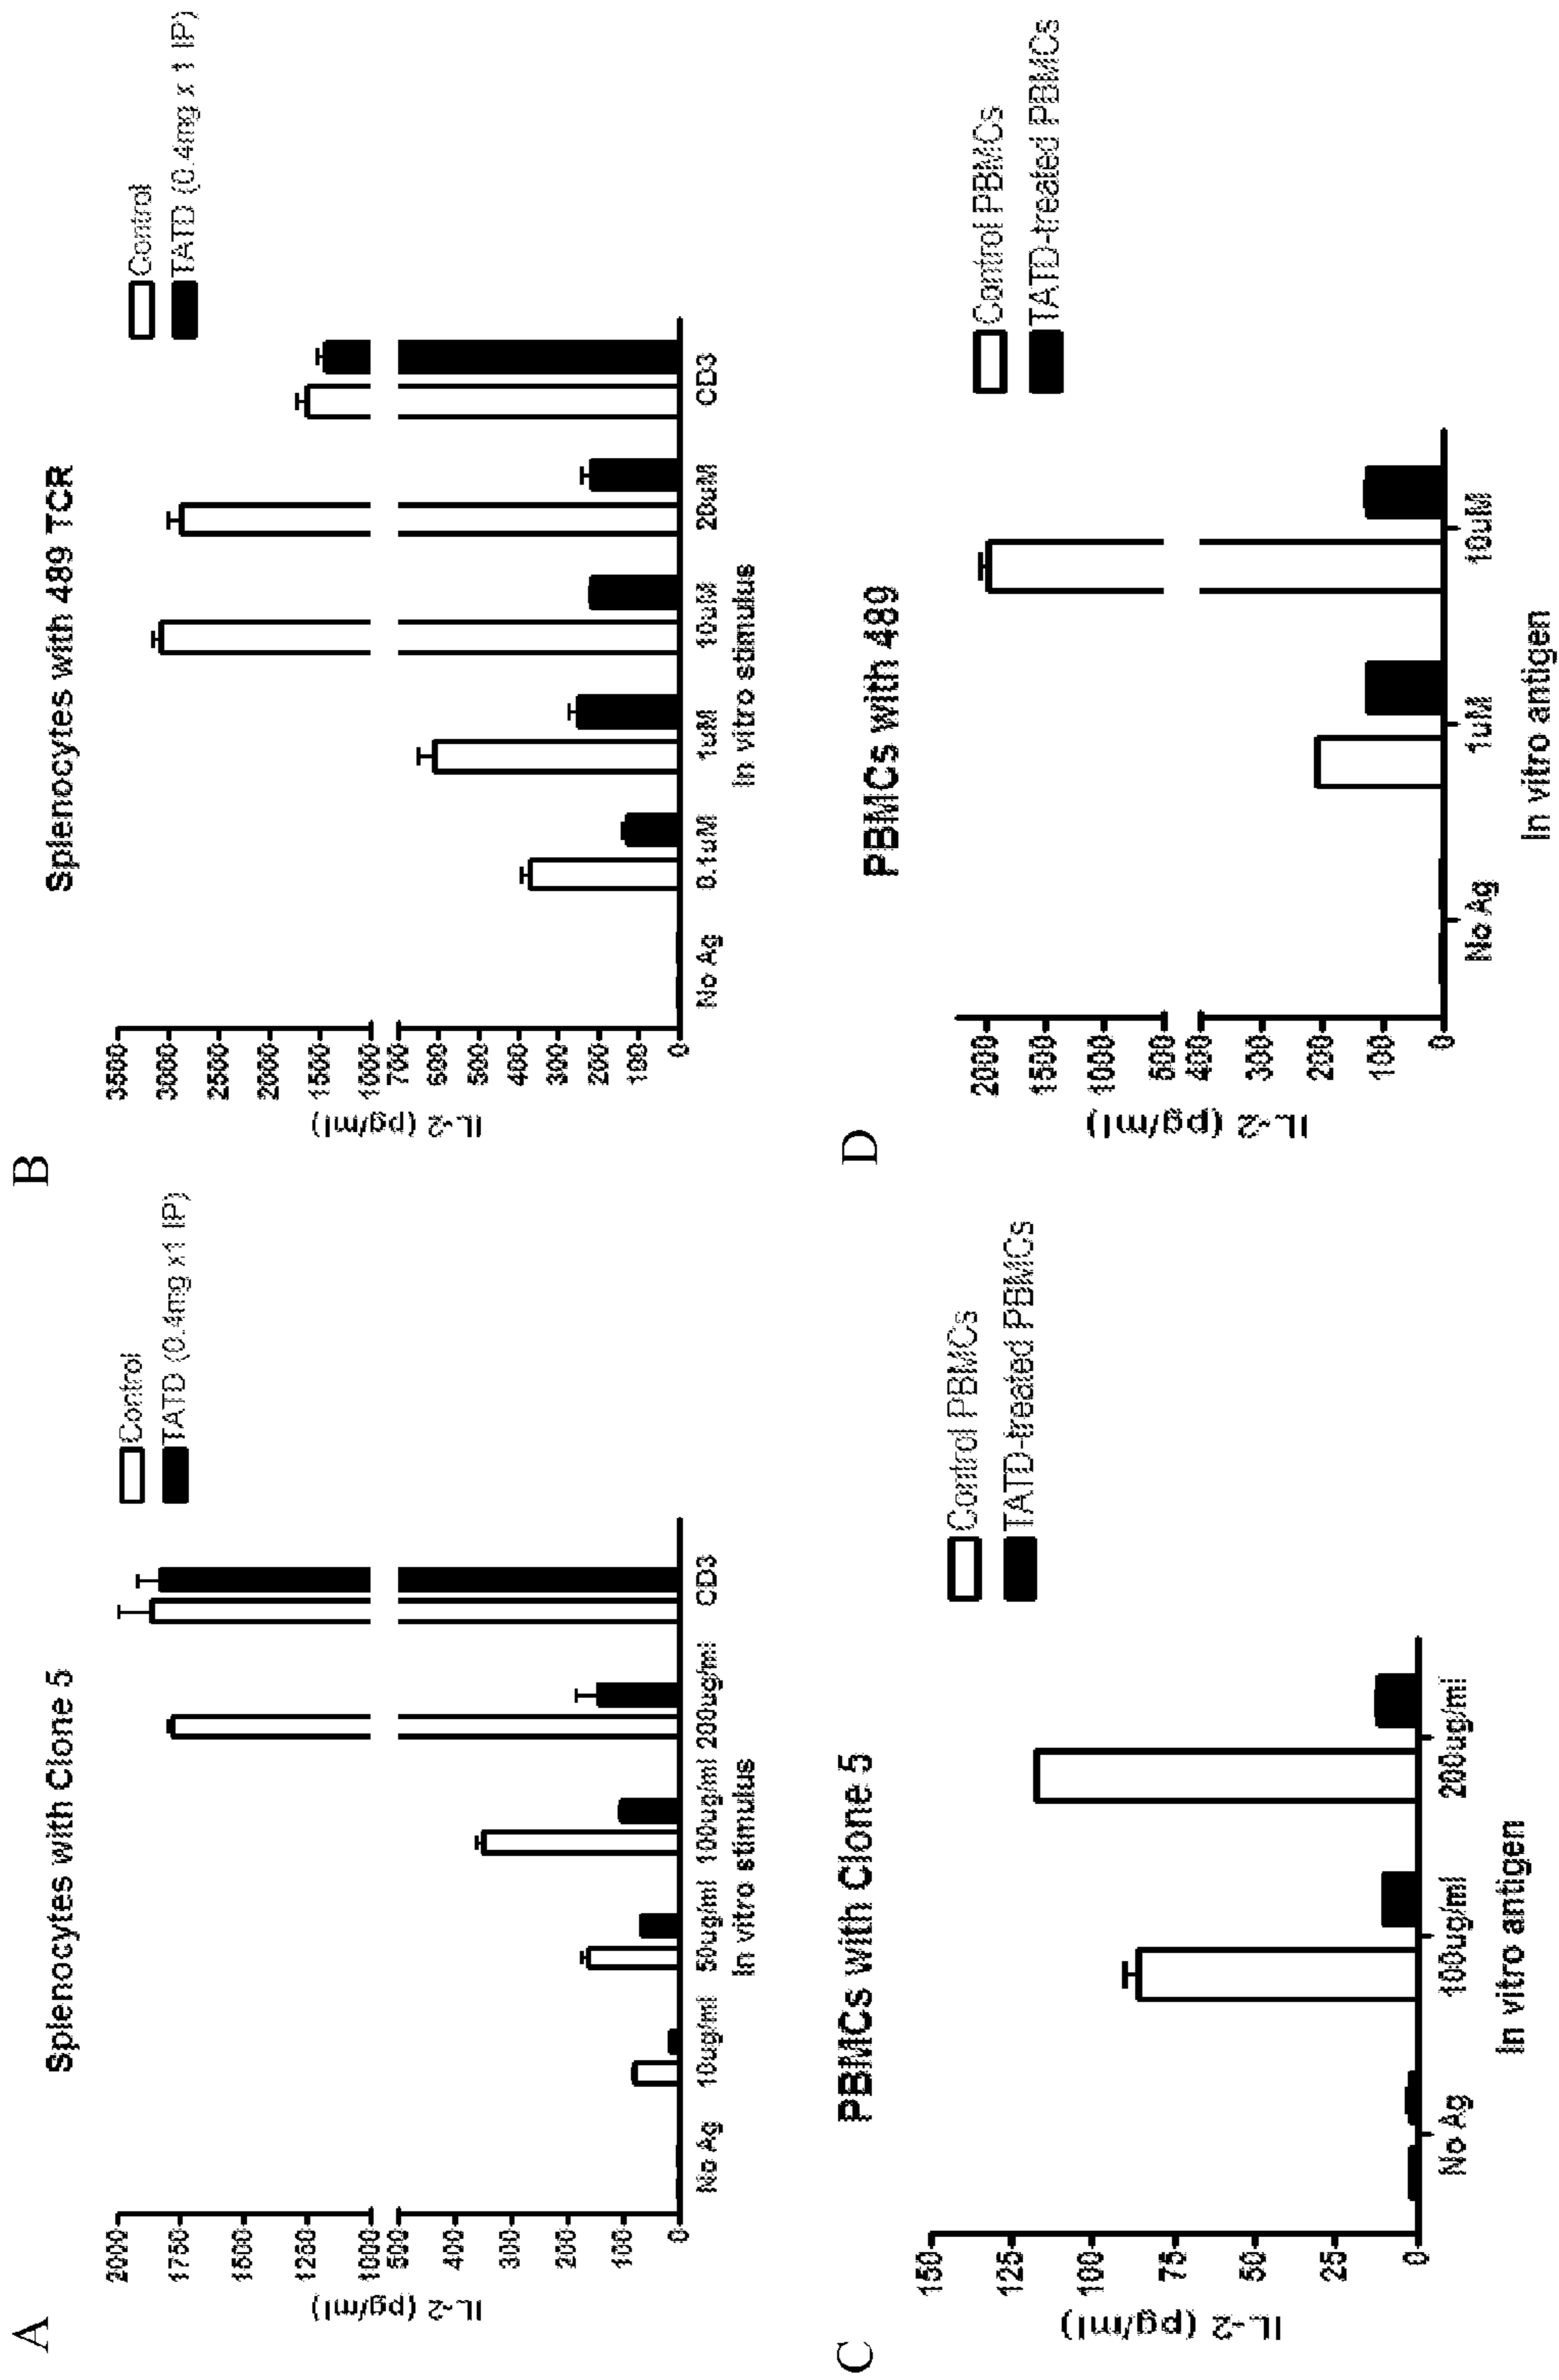 A
Splenocytes with Clone 5
Control
TATD (0.4mg x1 IP)
IL-2 (pg/ml)
2000
1750
1500
1250
1000
500
400
300
200
100
0
No Ag
10ug/ml
50ug/ml
100ug/ml
200ug/ml
CD3
In vitro stimulus
B
Splenocytes with 489 TCR
Control
TATD (0.4mg x 1 IP)
IL-2 (pg/ml)
3500
3000
2500
2000
1500
1000
700
600
500
400
300
200
100
0
No Ag
0.1uM
1uM
10uM
20uM
CD3
In vitro stimulus
C
PBMCs with Clone 5
Control PBMCs
TATD-treated PBMCs
IL-2 (pg/ml)
150
125
100
75
50
25
0
No Ag
100ug/ml
200ug/ml
In vitro antigen
D
PBMCs with 489
Control PBMCs
TATD-treated PBMCs
IL-2 (pg/ml)
2000
1500
1000
500
400
300
200
100
0
No Ag
1uM
10uM
In vitro antigen